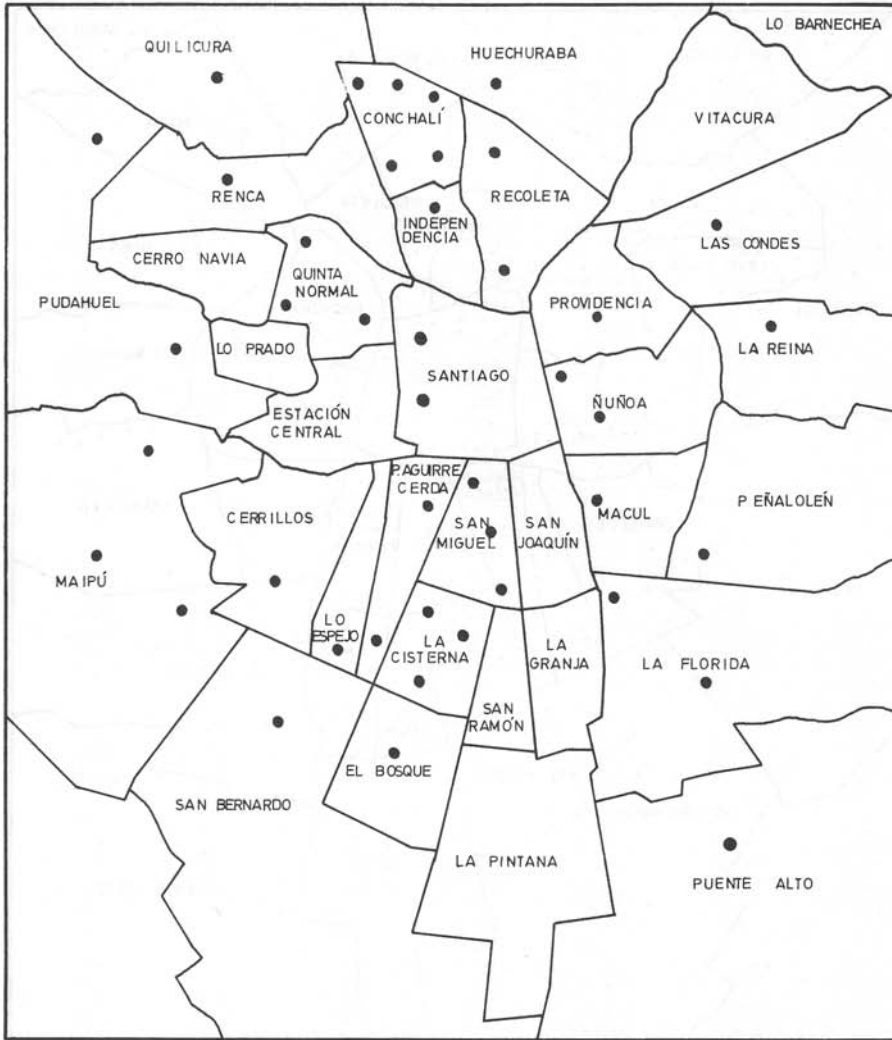 LO BARNECHEA
QUILICURA
HUECHURABA
CONCHALÍ
VITACURA
RENCA
RECOLETA
INDEPEN
DENCIA
LAS CONDES
CERRO NAVIA
QUINTA
NORMAL
PUDAHUEL
PROVIDENCIA
LO PRADO
SANTIAGO
LA REINA
ESTACIÓN
CENTRAL
ÑUÑOA
P. AGUIRRE
CERDA
CERRILLOS
SAN
MIGUEL
SAN
JOAQUÍN
MACUL
PEÑALOLEÑ
MAIPÚ
LO
ESPEJO
LA
CISTERNA
LA
GRANJA
LA FLORIDA
SAN
RAMÓN
EL BOSQUE
SAN BERNARDO
LA PINTANA
PUENTE ALTO